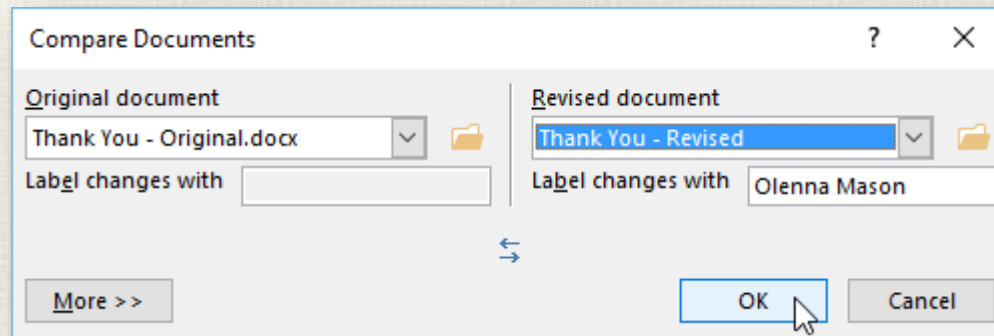 Compare Documents ?
Original document Revised document
Thank You - Original.docx Thank You - Revised
Label changes with Label changes with Olenna Mason
More >> OK Cancel